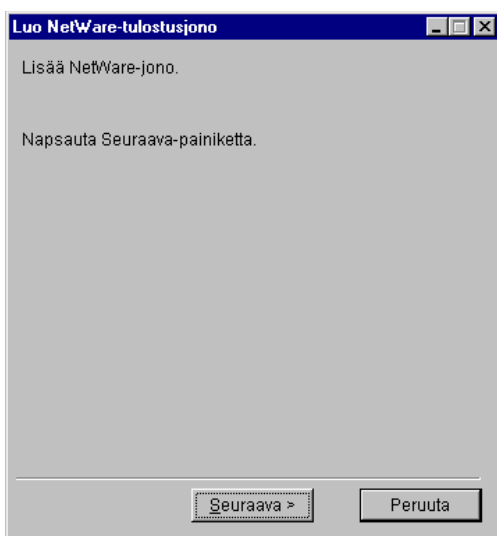 Luo NetWare-tulostusjono
Lisää NetWare-jono.
Napsauta Seuraava-painiketta.
Seuraava >
Peruuta